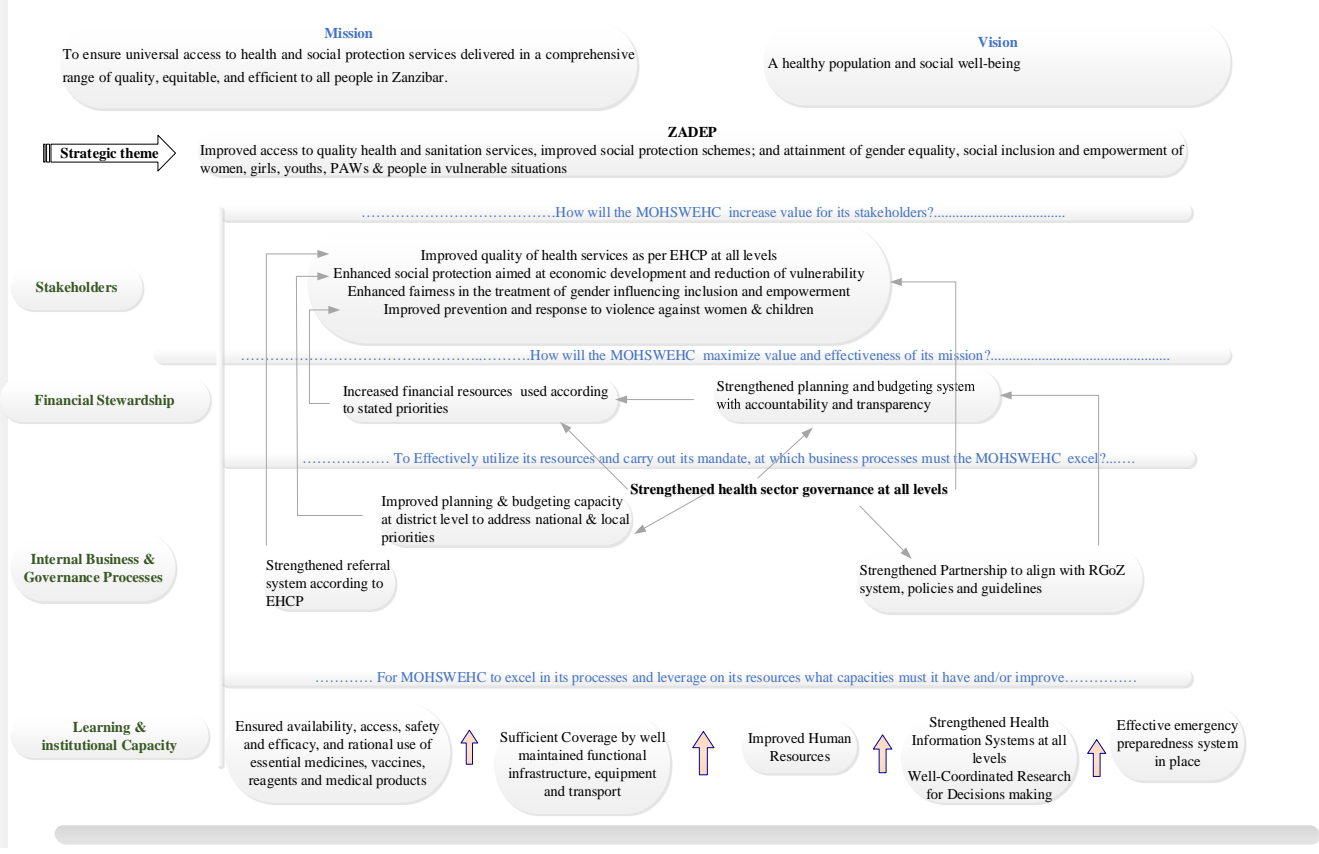 Mission
To ensure universal access to health and social protection services delivered in a comprehensive
range of quality, equitable, and efficient to all people in Zanzibar.
Vision
A healthy population and social well-being
Strategic theme
ZADEP
Improved access to quality health and sanitation services, improved social protection schemes; and attainment of gender equality, social inclusion and empowerment of
women, girls, youths, PAWs & people in vulnerable situations
……………………………….…How will the MOHSWEHC increase value for its stakeholders?....................................
Stakeholders
Improved quality of health services as per EHCP at all levels
Enhanced social protection aimed at economic development and reduction of vulnerability
Enhanced fairness in the treatment of gender influencing inclusion and empowerment
Improved prevention and response to violence against women & children
…………………………………………..………..How will the MOHSWEHC maximize value and effectiveness of its mission?.................................................
Financial Stewardship
Increased financial resources used according
to stated priorities
Strengthened planning and budgeting system
with accountability and transparency
……………… To Effectively utilize its resources and carry out its mandate, at which business processes must the MOHSWEHC excel?...….
Strengthened health sector governance at all levels
Improved planning & budgeting capacity
at district level to address national & local
priorities
Internal Business &
Governance Processes
Strengthened referral
system according to
EHCP
Strengthened Partnership to align with RGoZ
system, policies and guidelines
………… For MOHSWEHC to excel in its processes and leverage on its resources what capacities must it have and/or improve……………
Learning &
institutional Capacity
Ensured availability, access, safety
and efficacy, and rational use of
essential medicines, vaccines,
reagents and medical products
Sufficient Coverage by well
maintained functional
infrastructure, equipment
and transport
Improved Human
Resources
Strengthened Health
Information Systems at all
levels
Well-Coordinated Research
for Decisions making
Effective emergency
preparedness system
in place